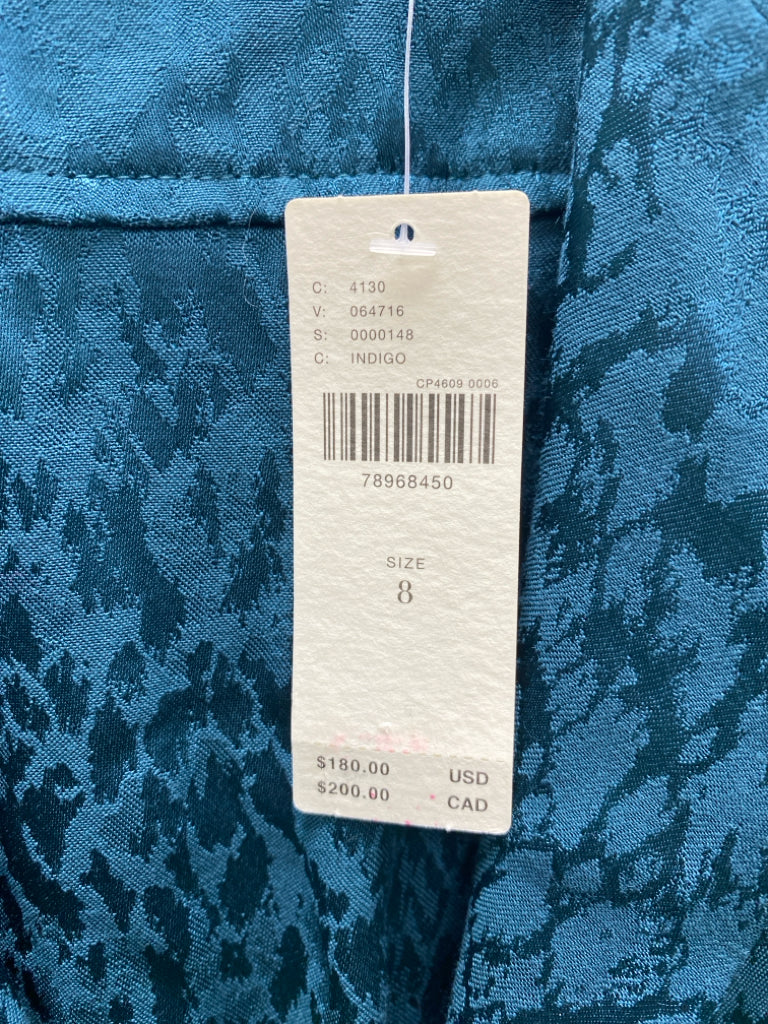 C: 4130
V: 064716
S: 0000148
C: INDIGO
CP4609 0006
78968450
SIZE
8
$180.00 USD
$200.00 CAD